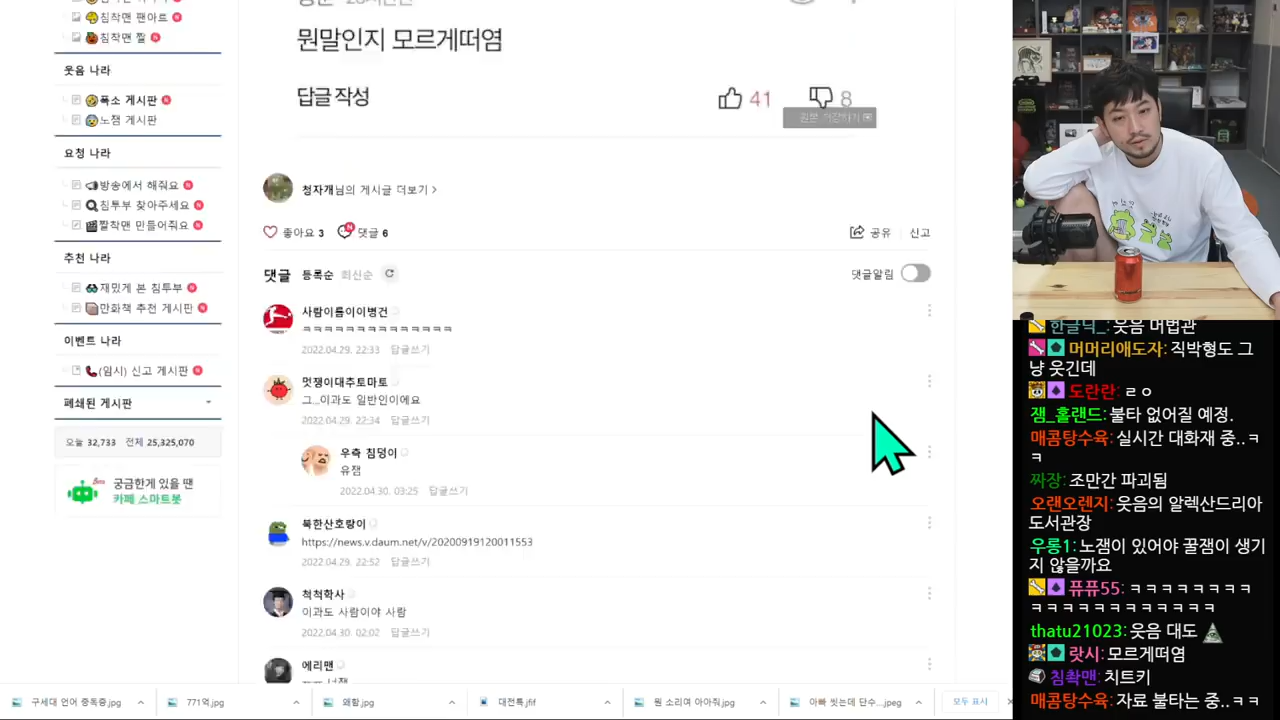 침착맨 팬아트
침착맨 짤
웃음 나라
폭소 게시판
노잼 게시판
요청 나라
방송에서 해줘요
침투부 찾아주세요
짤착맨 만들어줘요
추천 나라
재밌게 본 침투부
만화책 추천 게시판
이벤트 나라
(임시) 신고 게시판
폐쇄된 게시판
오늘 32,733 전체 25,325,070
궁금한게 있을 땐
카페 스마트봇
뭔말인지 모르게떠염
답글작성
41
8
청자개님의 게시글 더보기 >
좋아요 3 댓글 6
공유 신고
댓글 등록순 최신순
댓글알림
사람이름이이병건
ㅋㅋㅋㅋㅋㅋㅋㅋㅋㅋㅋㅋㅋㅋ
2022.04.29. 22:33 답글쓰기
멋쟁이대추토마토
그...이과도 일반인이에요
2022.04.29. 22:34 답글쓰기
우측 침덩이
유잼
2022.04.30. 03:25 답글쓰기
북한산호랑이
https://news.v.daum.net/v/20200919120011553
2022.04.29. 22:52 답글쓰기
척척학사
이과도 사람이야 사람
2022.04.30. 02:02 답글쓰기
에리맨
구세대 언어 중독중.jpg
771억.jpg
대전톡.jfif
뭔 소리여 아아줘.jpg
아빠 씻는데 단수....jpeg
모두 표시
한글닉_: 웃음 머법관
머머리애도자: 직박형도 그
냥 웃긴데
도란란: ㄹㅇ
잼_홀랜드: 불타 없어질 예정.
매콤탕수육: 실시간 대화재 중..ㅋ
ㅋ
짜장: 조만간 파괴됨
오랜오렌지: 웃음의 알렉산드리아
도서관장
우롱1: 노잼이 있어야 꿀잼이 생기
지 않을까요
퓨퓨55: ㅋㅋㅋㅋㅋㅋㅋㅋ
ㅋㅋㅋㅋㅋㅋㅋㅋㅋㅋㅋㅋ
thatu21023: 웃음 대도
랏시: 모르게떠염
침촥맨: 치트키
매콤탕수육: 자료 불타는 중..ㅋㅋ